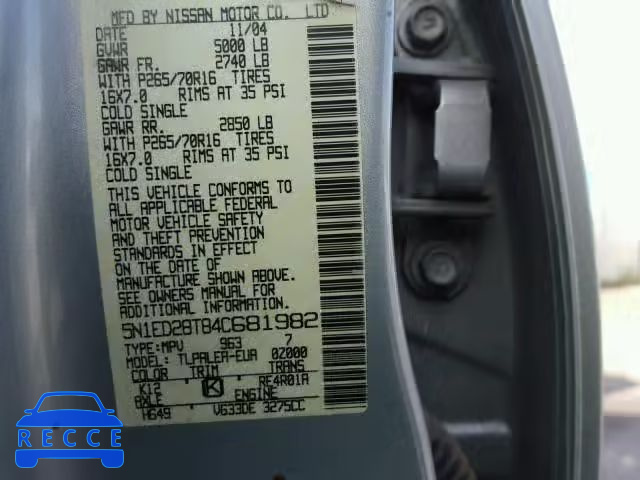 MFD BY NISSAN MOTOR CO. LTD
DATE 11/04
GVWR 5000 LB
GAWR FR. 2740 LB
WITH P265/70R16 TIRES
16X7.0 RIMS AT 35 PSI
COLD SINGLE
GAWR RR. 2850 LB
WITH P265/70R16 TIRES
16X7.0 RIMS AT 35 PSI
COLD SINGLE
THIS VEHICLE CONFORMS TO
ALL APPLICABLE FEDERAL
MOTOR VEHICLE SAFETY
AND THEFT PREVENTION
STANDARDS IN EFFECT
ON THE DATE OF
MANUFACTURE SHOWN ABOVE.
SEE OWNERS MANUAL FOR
ADDITIONAL INFORMATION.
5N1ED28T84C681982
TYPE: MPV 963 7
MODEL: TLPALEA-EUA 0Z000
COLOR TRIM TRANS
K12 K RE4R01A
AXLE ENGINE
H649 VG33DE 3275CC
RECCE